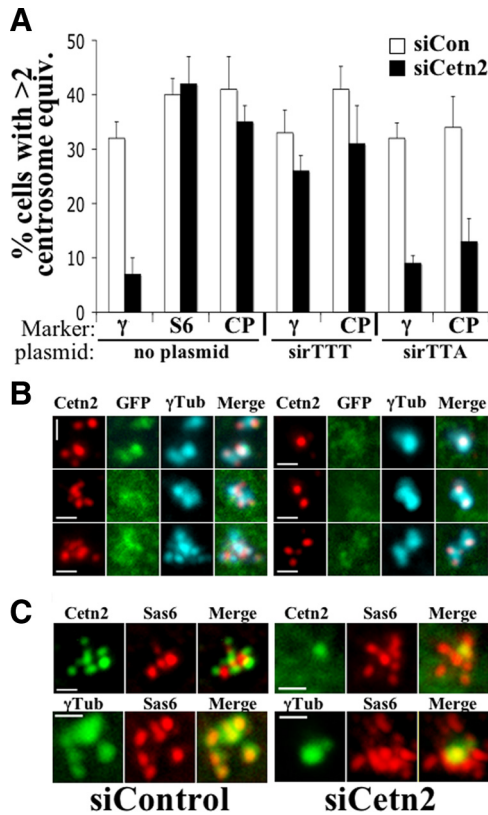 A
% cells with >2
centrosome equiv.
50
40
30
20
10
0
siCon
siCetn2
Marker: γ S6 CP γ CP γ CP
plasmid: no plasmid sirTTT sirTTA
B
Cetn2 GFP γTub Merge Cetn2 GFP γTub Merge
C
Cetn2 Sas6 Merge Cetn2 Sas6 Merge
γTub Sas6 Merge γTub Sas6 Merge
siControl siCetn2